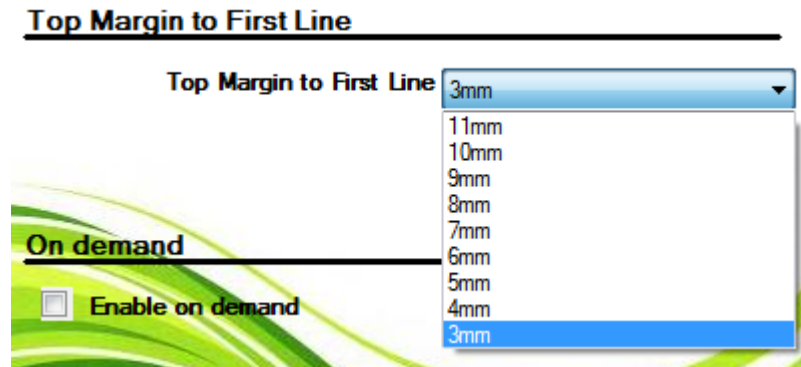 Top Margin to First Line
Top Margin to First Line 3mm
11mm
10mm
9mm
8mm
7mm
6mm
5mm
4mm
3mm
On demand
Enable on demand